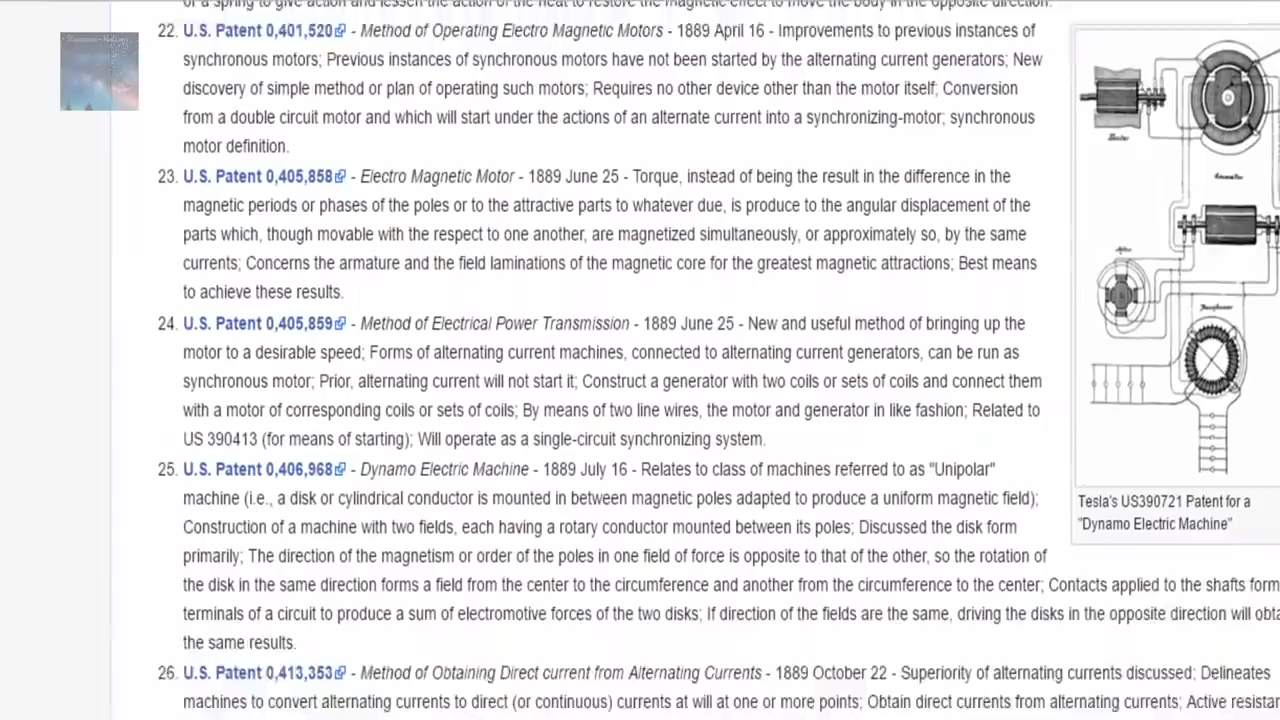 of a spring to give action and lessen the action of the heat to restore the magnetic effect to move the body in the opposite direction.
22. U.S. Patent 0,401,520 - Method of Operating Electro Magnetic Motors - 1889 April 16 - Improvements to previous instances of
synchronous motors; Previous instances of synchronous motors have not been started by the alternating current generators; New
discovery of simple method or plan of operating such motors; Requires no other device other than the motor itself; Conversion
from a double circuit motor and which will start under the actions of an alternate current into a synchronizing-motor; synchronous
motor definition.
23. U.S. Patent 0,405,858 - Electro Magnetic Motor - 1889 June 25 - Torque, instead of being the result in the difference in the
magnetic periods or phases of the poles or to the attractive parts to whatever due, is produce to the angular displacement of the
parts which, though movable with the respect to one another, are magnetized simultaneously, or approximately so, by the same
currents; Concerns the armature and the field laminations of the magnetic core for the greatest magnetic attractions; Best means
to achieve these results.
24. U.S. Patent 0,405,859 - Method of Electrical Power Transmission - 1889 June 25 - New and useful method of bringing up the
motor to a desirable speed; Forms of alternating current machines, connected to alternating current generators, can be run as
synchronous motor; Prior, alternating current will not start it; Construct a generator with two coils or sets of coils and connect them
with a motor of corresponding coils or sets of coils; By means of two line wires, the motor and generator in like fashion; Related to
US 390413 (for means of starting); Will operate as a single-circuit synchronizing system.
25. U.S. Patent 0,406,968 - Dynamo Electric Machine - 1889 July 16 - Relates to class of machines referred to as "Unipolar"
machine (i.e., a disk or cylindrical conductor is mounted in between magnetic poles adapted to produce a uniform magnetic field);
Construction of a machine with two fields, each having a rotary conductor mounted between its poles; Discussed the disk form
primarily; The direction of the magnetism or order of the poles in one field of force is opposite to that of the other, so the rotation of
the disk in the same direction forms a field from the center to the circumference and another from the circumference to the center; Contacts applied to the shafts form
terminals of a circuit to produce a sum of electromotive forces of the two disks; If direction of the fields are the same, driving the disks in the opposite direction will obta
the same results.
26. U.S. Patent 0,413,353 - Method of Obtaining Direct current from Alternating Currents - 1889 October 22 - Superiority of alternating currents discussed; Delineates
machines to convert alternating currents to direct (or continuous) currents at will at one or more points; Obtain direct currents from alternating currents; Active resistan
Tesla's US390721 Patent for a
"Dynamo Electric Machine"